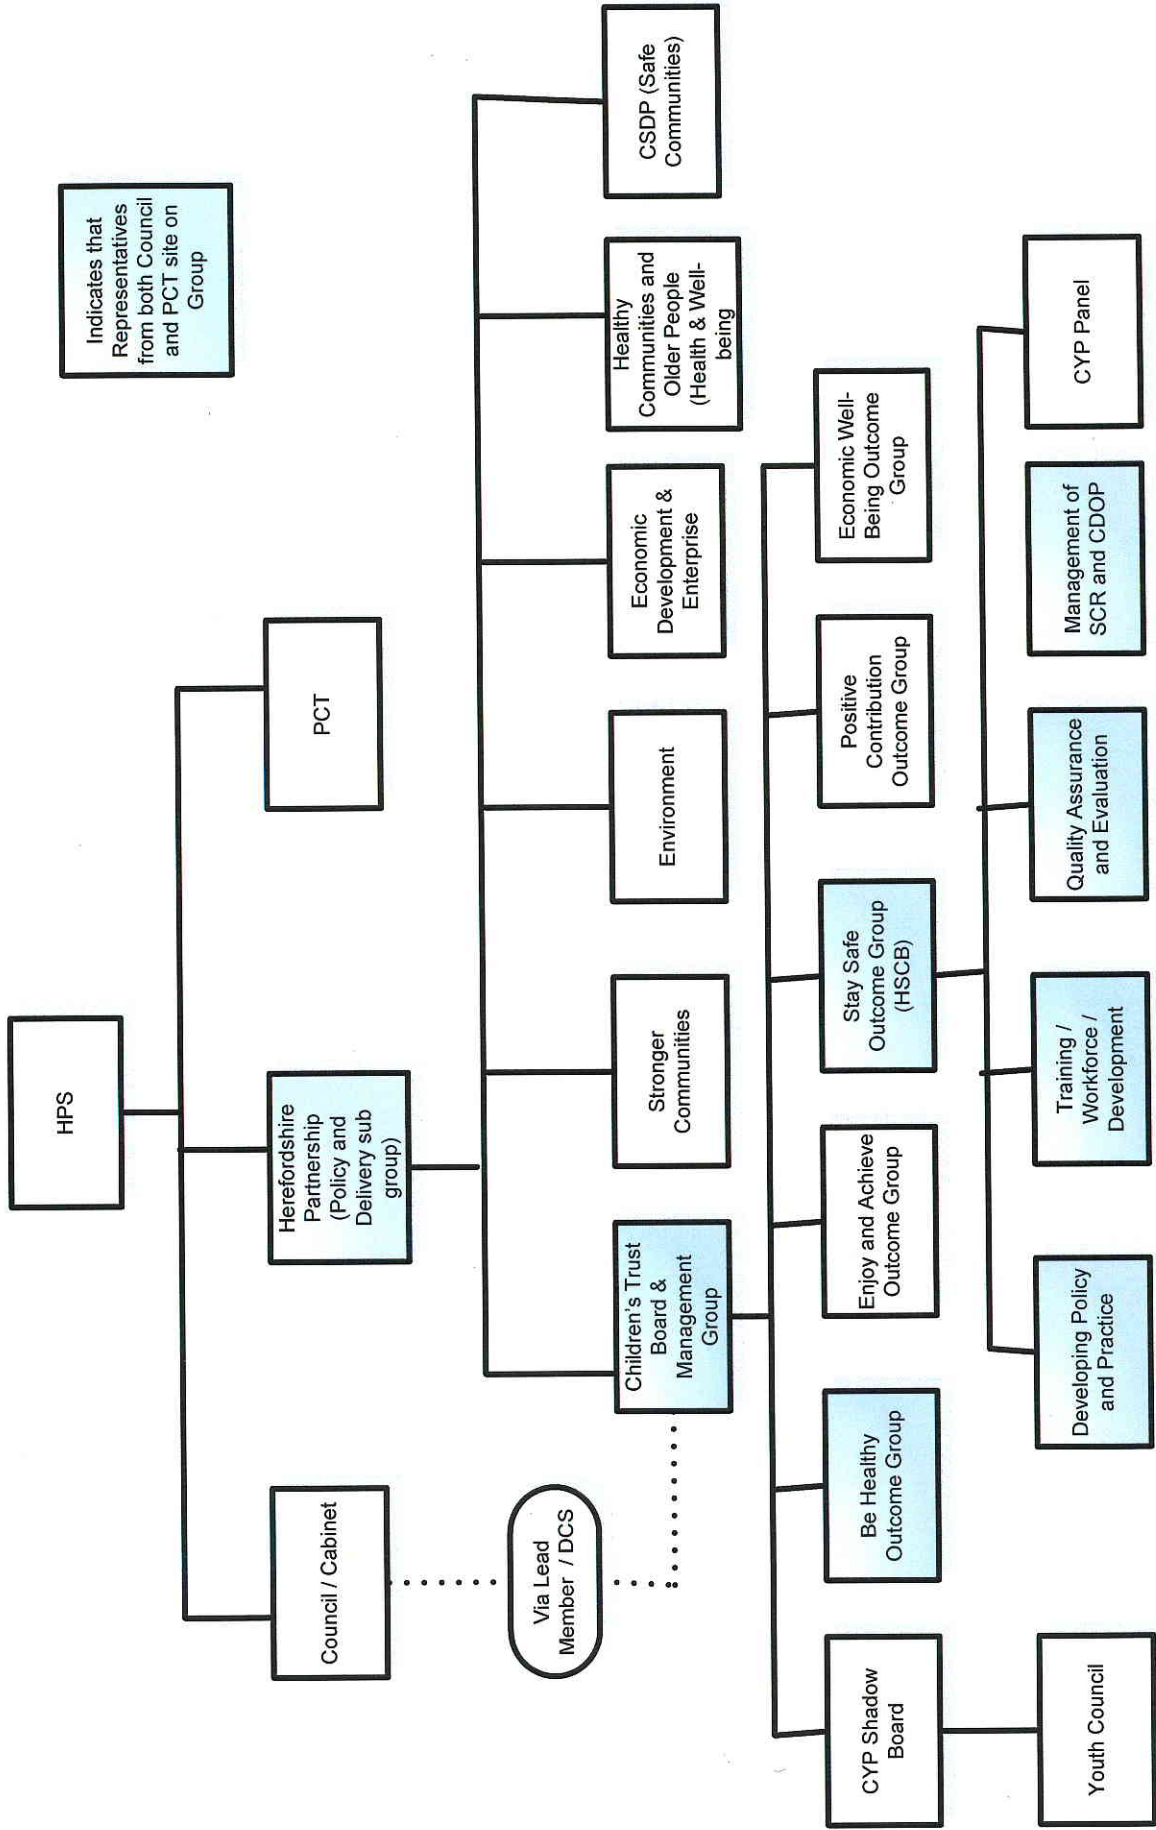 Indicates that
Representatives
from both Council
and PCT site on
Group
HPS
Council / Cabinet
Herefordshire
Partnership
(Policy and
Delivery sub
group)
PCT
Via Lead
Member / DCS
Children's Trust
Board &
Management
Group
Stronger
Communities
Environment
Economic
Development &
Enterprise
Healthy
Communities and
Older People
(Health & Well-
being
CSDP (Safe
Communities)
CYP Shadow
Board
Be Healthy
Outcome Group
Enjoy and Achieve
Outcome Group
Stay Safe
Outcome Group
(HSCB)
Positive
Contribution
Outcome Group
Economic Well-
Being Outcome
Group
Youth Council
Developing Policy
and Practice
Training /
Workforce /
Development
Quality Assurance
and Evaluation
Management of
SCR and CDOP
CYP Panel